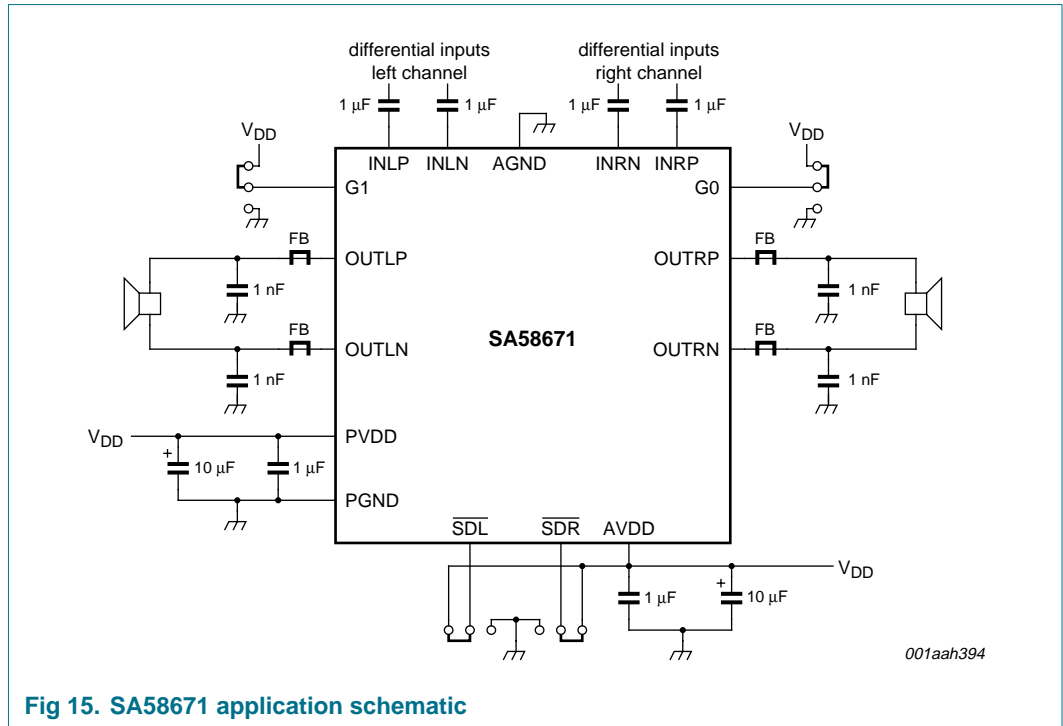 differential inputs
left channel
differential inputs
right channel
1 μF
1 μF
1 μF
1 μF
VDD
VDD
INLP
INLN
AGND
INRN
INRP
G1
G0
FB
OUTLP
OUTRP
FB
1 nF
1 nF
FB
OUTLN
SA58671
OUTRN
FB
1 nF
1 nF
VDD
PVDD
+
10 μF
1 μF
PGND
SDL
SDR
AVDD
VDD
1 μF
+
10 μF
001aah394
Fig 15. SA58671 application schematic